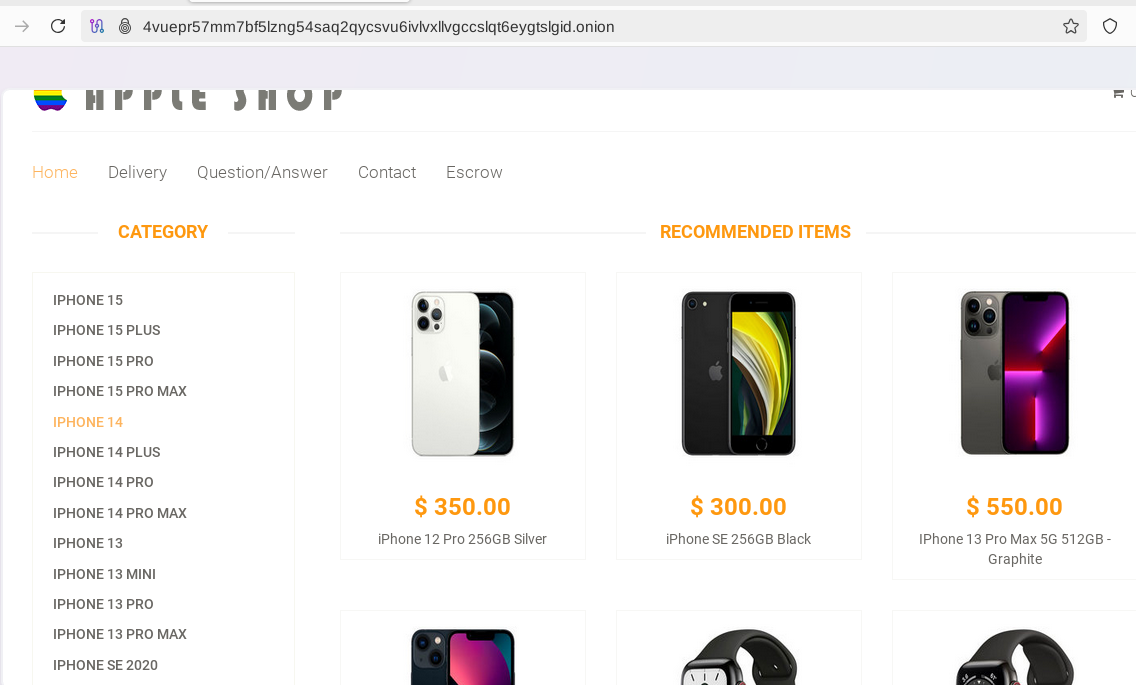 4vuepr57mm7bf5lzng54saq2qycsvu6ivlvxllvgccslqt6eygtslgid.onion
APPLE SHOP
Home Delivery Question/Answer Contact Escrow
CATEGORY
IPHONE 15
IPHONE 15 PLUS
IPHONE 15 PRO
IPHONE 15 PRO MAX
IPHONE 14
IPHONE 14 PLUS
IPHONE 14 PRO
IPHONE 14 PRO MAX
IPHONE 13
IPHONE 13 MINI
IPHONE 13 PRO
IPHONE 13 PRO MAX
IPHONE SE 2020
RECOMMENDED ITEMS
$ 350.00
iPhone 12 Pro 256GB Silver
$ 300.00
iPhone SE 256GB Black
$ 550.00
IPhone 13 Pro Max 5G 512GB -
Graphite